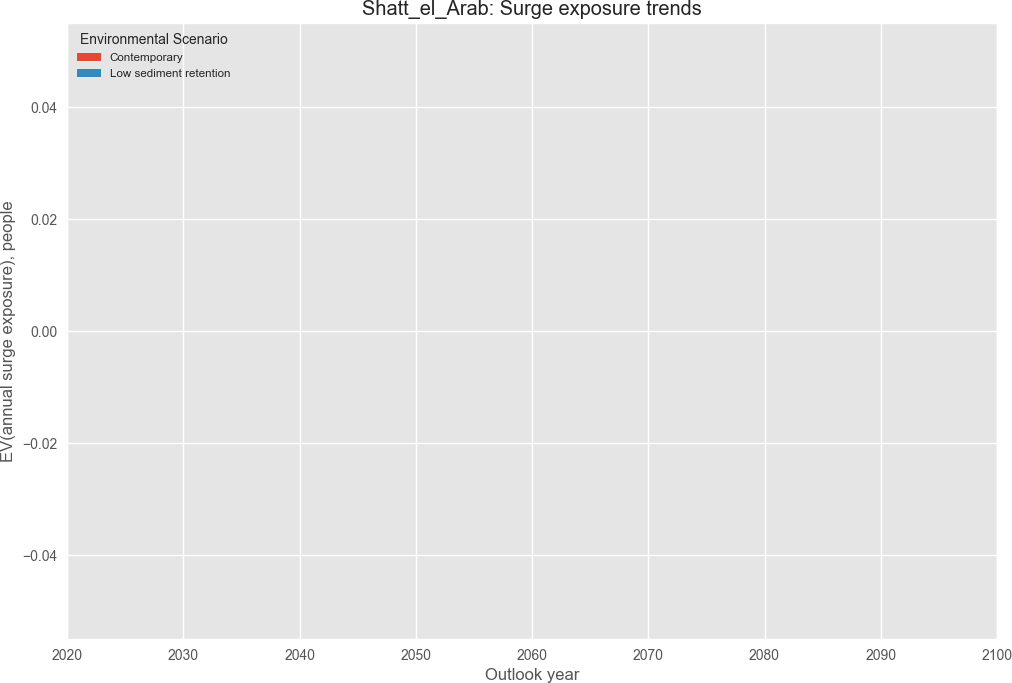 Shatt_el_Arab: Surge exposure trends
Environmental Scenario
Contemporary
Low sediment retention
EV(annual surge exposure), people
0.04
0.02
0.00
−0.02
−0.04
2020 2030 2040 2050 2060 2070 2080 2090 2100
Outlook year